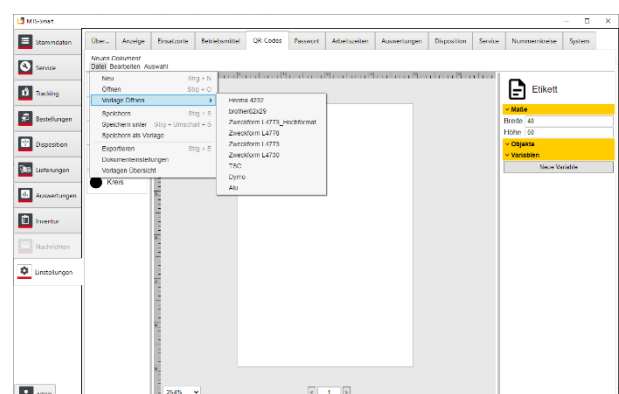 MTS-Smart
Stammdaten
Service
Tracking
Bestellungen
Disposition
Lieferungen
Auswertungen
Inventur
Nachrichten
Einstellungen
Über... Anzeige Einsatzorte Betriebsmittel QR-Codes Passwort Arbeitszeiten Auswertungen Disposition Service Nummernkreise System
Neues Dokument
Datei Bearbeiten Auswahl
Neu Strg + N
Öffnen Strg + O
Vorlage Öffnen
Speichern Strg + S
Speichern unter Strg + Umschalt + S
Speichern als Vorlage
Exportieren Strg + E
Dokumenteinstellungen
Vorlagen Übersicht
Kreis
Herma 4232
brother62x29
Zweckform L4773_Hochformat
Zweckform L4776
Zweckform L4773
Zweckform L4730
TSC
Dymo
Alu
Etikett
Maße
Breite 40
Höhe 60
Objekte
Variablen
Neue Variable
254%
< 1 >